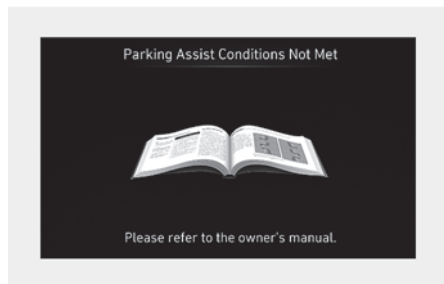 Parking Assist Conditions Not Met
Please refer to the owner's manual.